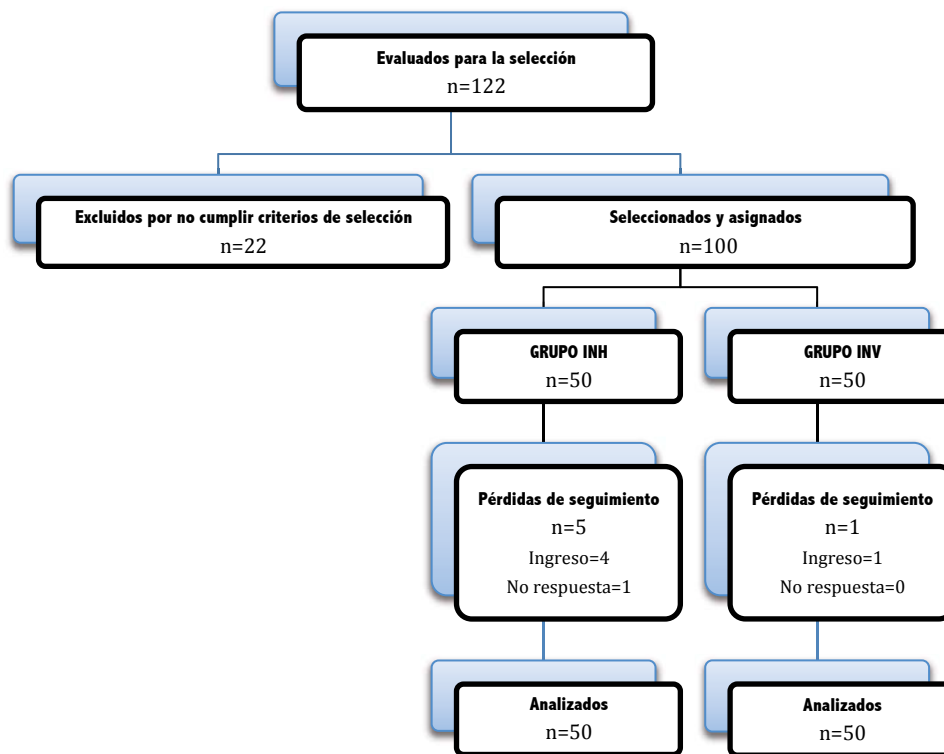 Evaluados para la selección
n=122
Excluidos por no cumplir criterios de selección
n=22
Seleccionados y asignados
n=100
GRUPO INH
n=50
GRUPO INV
n=50
Pérdidas de seguimiento
n=5
Ingreso=4
No respuesta=1
Pérdidas de seguimiento
n=1
Ingreso=1
No respuesta=0
Analizados
n=50
Analizados
n=50